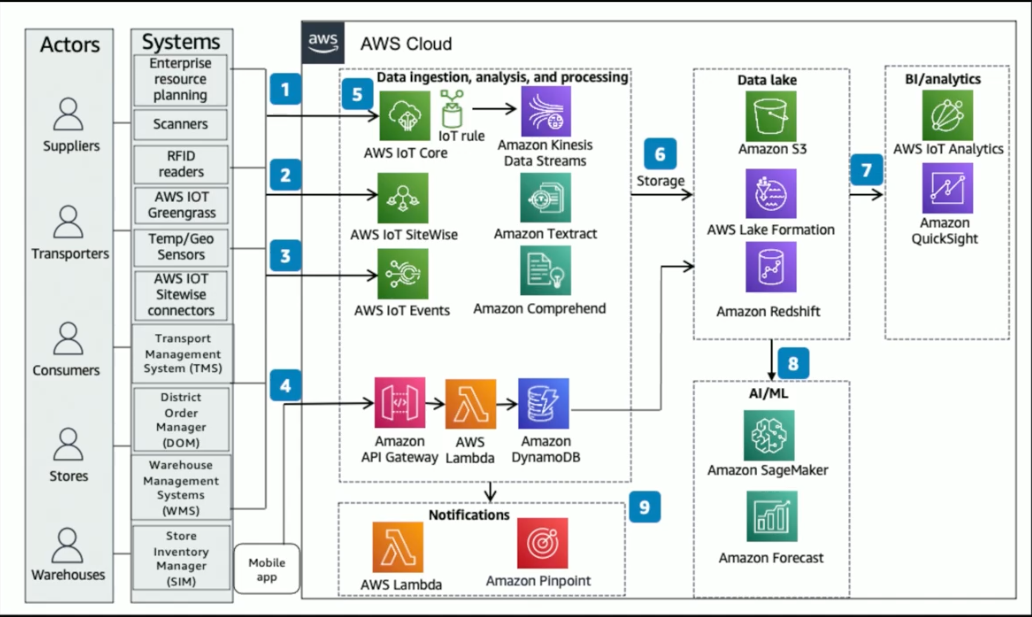 Actors
Suppliers
Transporters
Consumers
Stores
Warehouses
Systems
Enterprise
resource
planning
Scanners
RFID
readers
AWS IOT
Greengrass
Temp/Geo
Sensors
AWS IOT
Sitewise
connectors
Transport
Management
System (TMS)
District
Order
Manager
(DOM)
Warehouse
Management
Systems
(WMS)
Store
Inventory
Manager
(SIM)
Mobile
app
1
2
3
4
aws
AWS Cloud
5
Data ingestion, analysis, and processing
AWS IoT Core
IoT rule
Amazon Kinesis
Data Streams
AWS IoT SiteWise
Amazon Textract
AWS IoT Events
Amazon Comprehend
Amazon
API Gateway
AWS
Lambda
Amazon
DynamoDB
6
Storage
Data lake
Amazon S3
AWS Lake Formation
Amazon Redshift
7
BI/analytics
AWS IoT Analytics
Amazon
QuickSight
8
AI/ML
Amazon SageMaker
Amazon Forecast
9
Notifications
AWS Lambda
Amazon Pinpoint